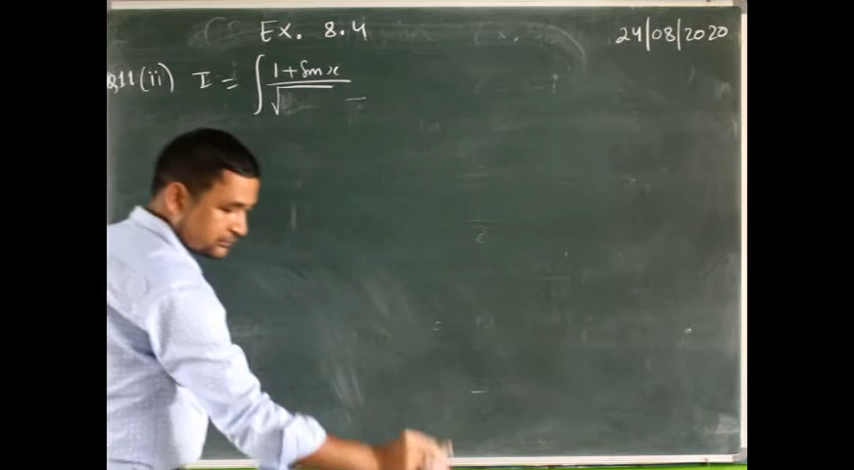 Ex. 8.4
24/08/2020
Q11(ii) I = ∫ (1+sin x)/√